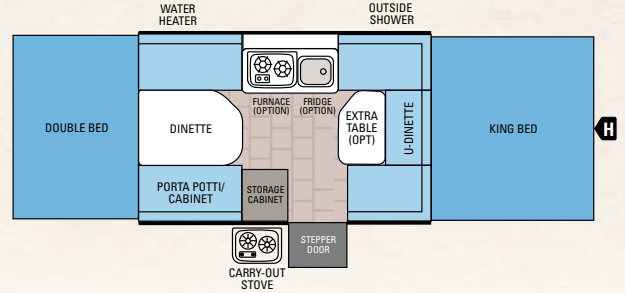 WATER
HEATER
OUTSIDE
SHOWER
FURNACE
(OPTION)
FRIDGE
(OPTION)
DOUBLE BED
DINETTE
EXTRA
TABLE
(OPT)
U-DINETTE
KING BED
H
PORTA POTTI/
CABINET
STORAGE
CABINET
STEPPER
DOOR
CARRY-OUT
STOVE